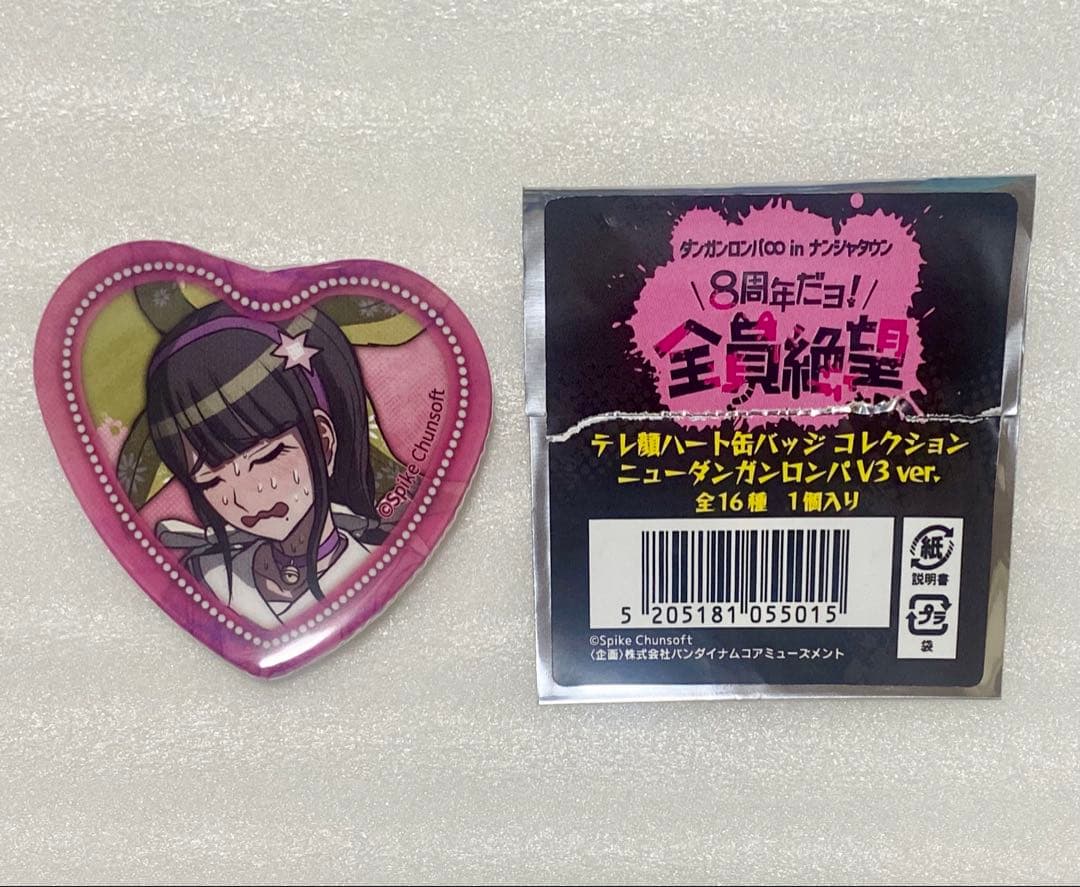 ©Spike Chunsoft
ダンガンロンパ∞ in ナンジャタウン
\8周年だョ!/
全員絶望
テレ顔ハート缶バッジ コレクション
ニューダンガンロンパV3 ver.
全16種 1個入り
5 205181 055015
紙
説明書
プラ
袋
©Spike Chunsoft
〈企画〉株式会社バンダイナムコアミューズメント